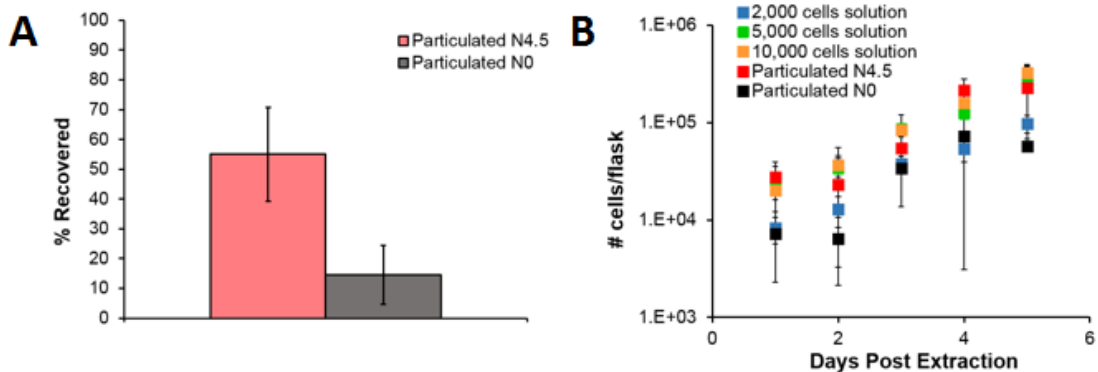 A
100
90
80
70
60
50
40
30
20
10
0
% Recovered
Particulated N4.5
Particulated N0
B
2,000 cells solution
5,000 cells solution
10,000 cells solution
Particulated N4.5
Particulated N0
1.E+06
1.E+05
1.E+04
1.E+03
# cells/flask
0 2 4 6
Days Post Extraction